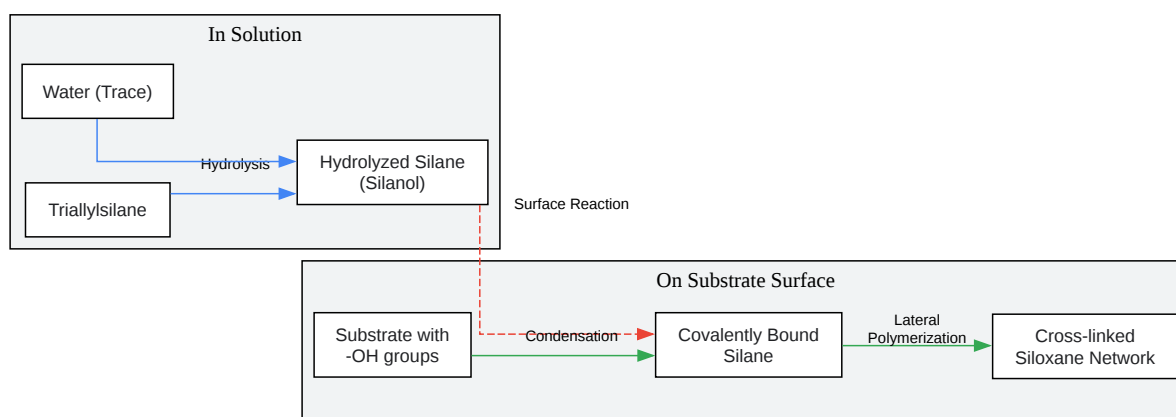 In Solution
Water (Trace)
Hydrolysis
Hydrolyzed Silane
(Silanol)
Triallylsilane
Surface Reaction
On Substrate Surface
Substrate with
-OH groups
Condensation
Covalently Bound
Silane
Lateral
Polymerization
Cross-linked
Siloxane Network